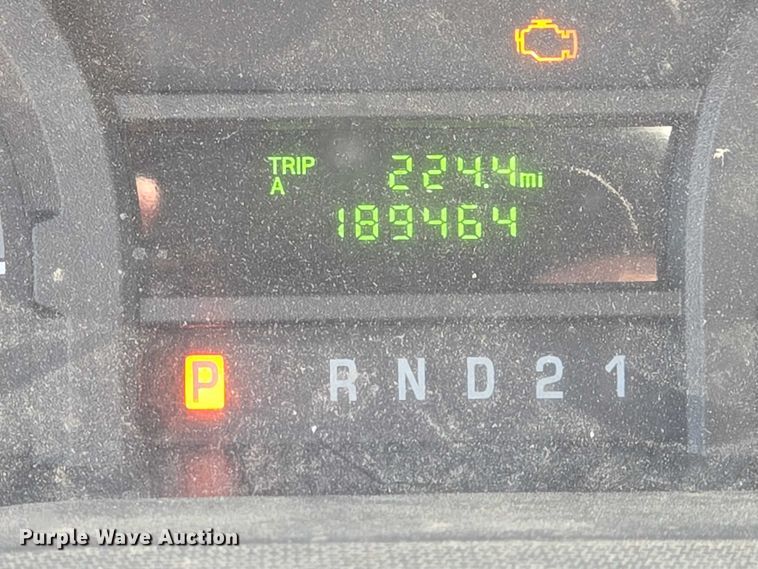 TRIP 224.4mi
A
189464
P R N D 2 1
Purple Wave Auction